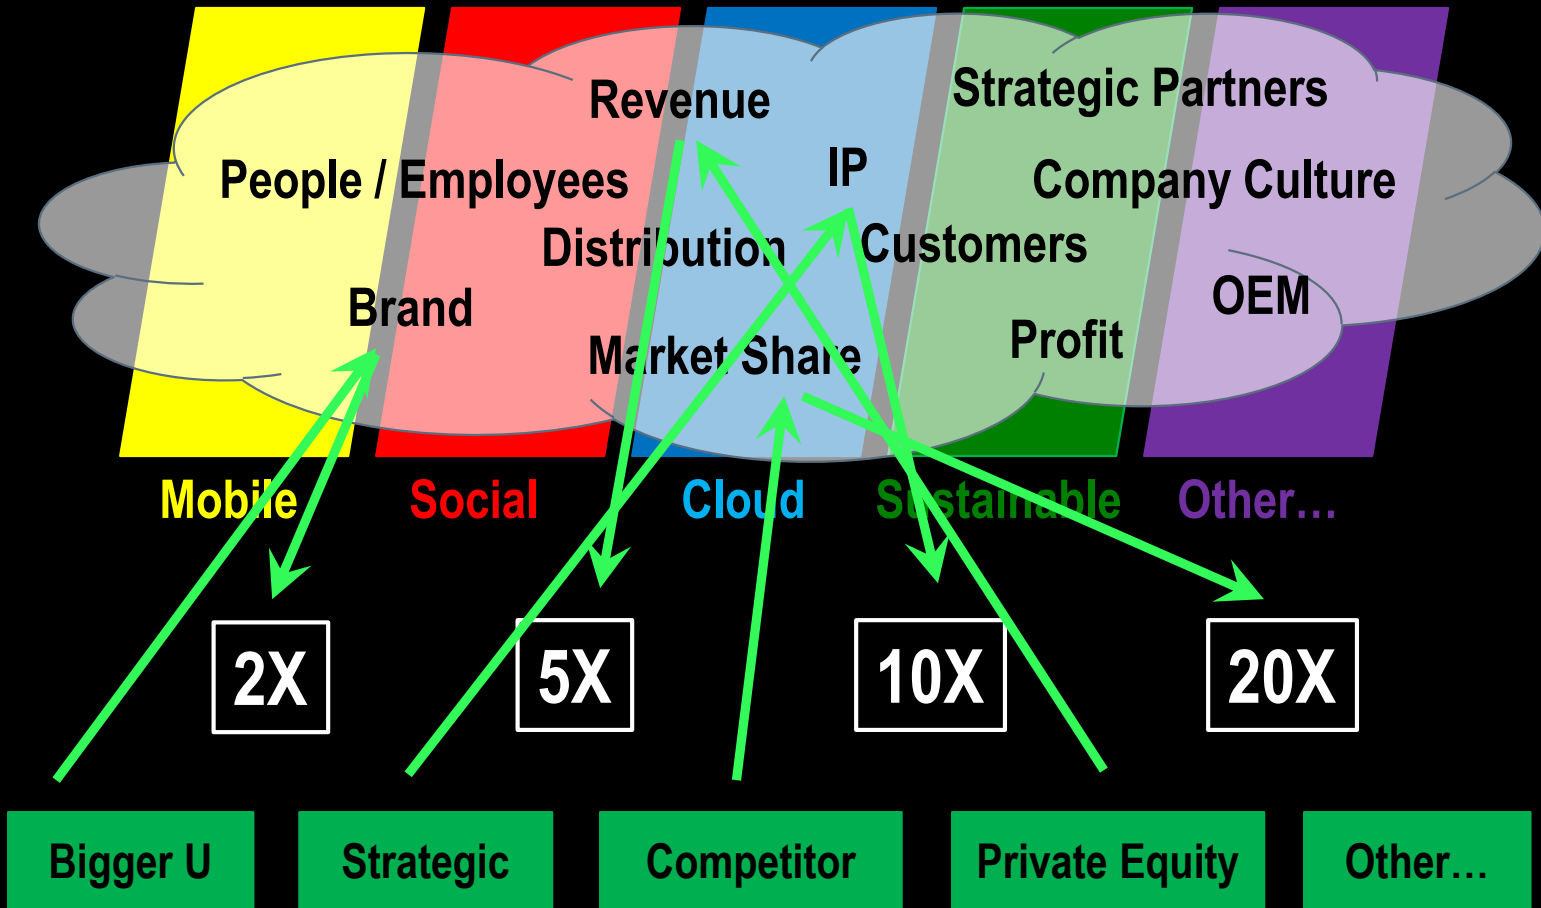 Revenue
Strategic Partners
People / Employees
IP
Company Culture
Distribution
Customers
Brand
OEM
Market Share
Profit
Mobile
Social
Cloud
Sustainable
Other…
2X
5X
10X
20X
Bigger U
Strategic
Competitor
Private Equity
Other…